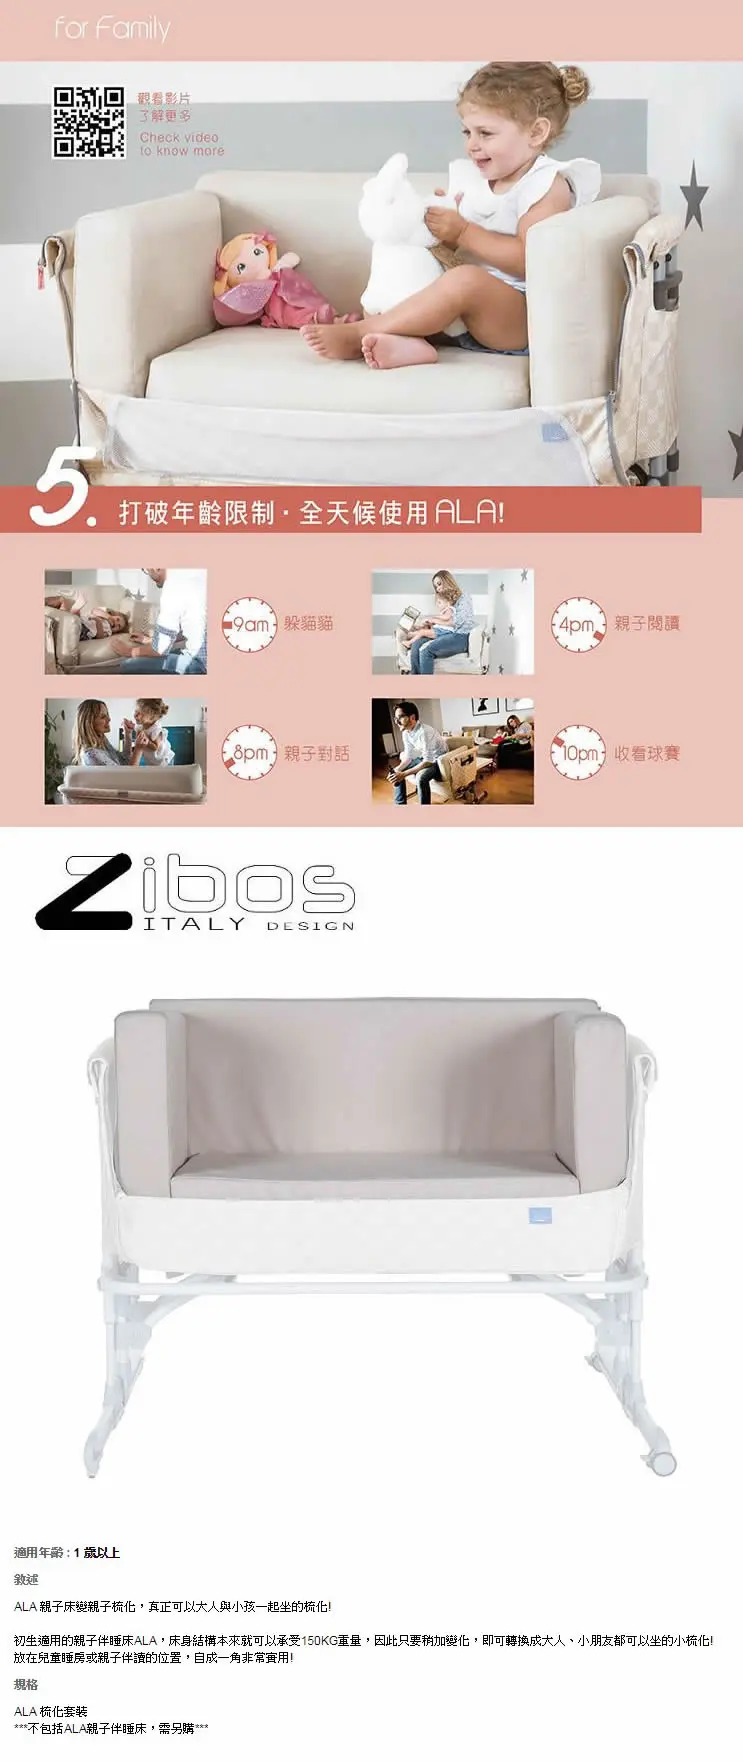 for Family
觀看影片
了解更多
Check video
to know more
5. 打破年齡限制·全天候使用 ALA!
9am 躲貓貓
4pm 親子閱讀
8pm 親子對話
10pm 收看球賽
Zibos
ITALY DESIGN
適用年齡 : 1 歲以上
敘述
ALA 親子床變親子梳化，真正可以大人與小孩一起坐的梳化!
初生適用的親子伴睡床ALA，床身結構本來就可以承受150KG重量，因此只要稍加變化，即可轉換成大人、小朋友都可以坐的小梳化!
放在兒童睡房或親子伴讀的位置，自成一角非常實用!
規格
ALA 梳化套裝
***不包括ALA親子伴睡床，需另購***